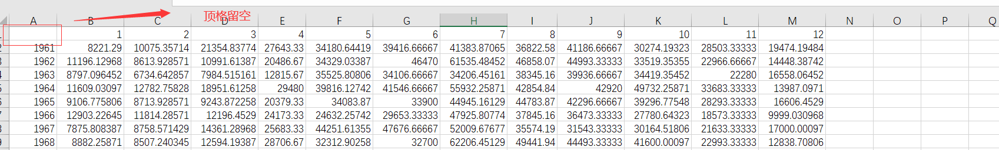 顶格留空
A B C D E F G H I J K L M N O P Q
1 2 3 4 5 6 7 8 9 10 11 12
1961 8221.29 10075.35714 21354.83774 27643.33 34180.64419 39416.66667 41383.87065 36822.58 41186.66667 30274.19323 28503.33333 19474.19484
1962 11196.12968 8613.928571 10991.61387 20486.67 34329.03387 46470 61535.48452 46858.07 44993.33333 33519.35355 22966.66667 14448.38742
1963 8797.096452 6734.642857 7984.515161 12815.67 35525.80806 34106.66667 34206.45161 38345.16 39936.66667 34419.35452 22280 16558.06452
1964 11609.03097 12782.75828 18951.61258 29480 39816.12742 41546.66667 55932.25871 42854.84 42920 49732.25871 33683.33333 13987.0971
1965 9106.775806 8713.928571 9243.872258 20379.33 34083.87 33900 44945.16129 44783.87 42296.66667 39296.77548 28293.33333 16606.4529
1966 12903.22645 11814.28571 12196.4529 24173.33 24632.25742 29653.33333 47925.80774 37845.16 36473.33333 27780.64323 18573.33333 9999.030968
1967 7875.808387 8758.571429 14361.28968 25683.33 44251.61355 47676.66667 52009.67677 35574.19 31543.33333 30164.51806 21633.33333 17000.00097
1968 8882.25871 8507.240345 12594.19387 28706.67 32312.90258 32700 62206.45129 49441.94 44493.33333 41600.00097 22993.33333 12838.70806